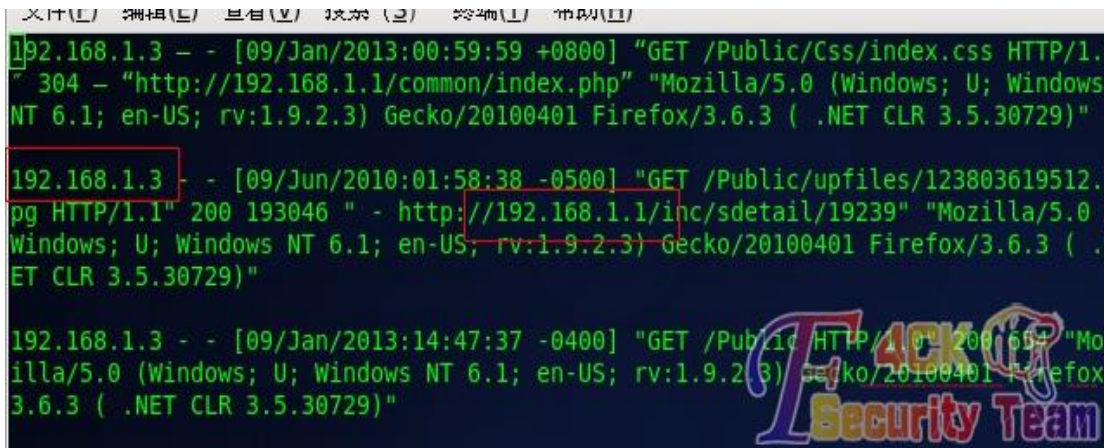 文件(F) 编辑(E) 查看(V) 搜索 (S) 终端(T) 帮助(H)
192.168.1.3 – - [09/Jan/2013:00:59:59 +0800] “GET /Public/Css/index.css HTTP/1.
″ 304 – “http://192.168.1.1/common/index.php” "Mozilla/5.0 (Windows; U; Windows
NT 6.1; en-US; rv:1.9.2.3) Gecko/20100401 Firefox/3.6.3 ( .NET CLR 3.5.30729)"
192.168.1.3 - - [09/Jun/2010:01:58:38 -0500] "GET /Public/upfiles/123803619512.
pg HTTP/1.1" 200 193046 " - http://192.168.1.1/inc/sdetail/19239" "Mozilla/5.0
Windows; U; Windows NT 6.1; en-US; rv:1.9.2.3) Gecko/20100401 Firefox/3.6.3 ( .
ET CLR 3.5.30729)"
192.168.1.3 - - [09/Jan/2013:14:47:37 -0400] "GET /Public HTTP/1.0" 200 654 "Mo
illa/5.0 (Windows; U; Windows NT 6.1; en-US; rv:1.9.2.3) Gecko/20100401 Firefox
3.6.3 ( .NET CLR 3.5.30729)"
F4CK
Security Team